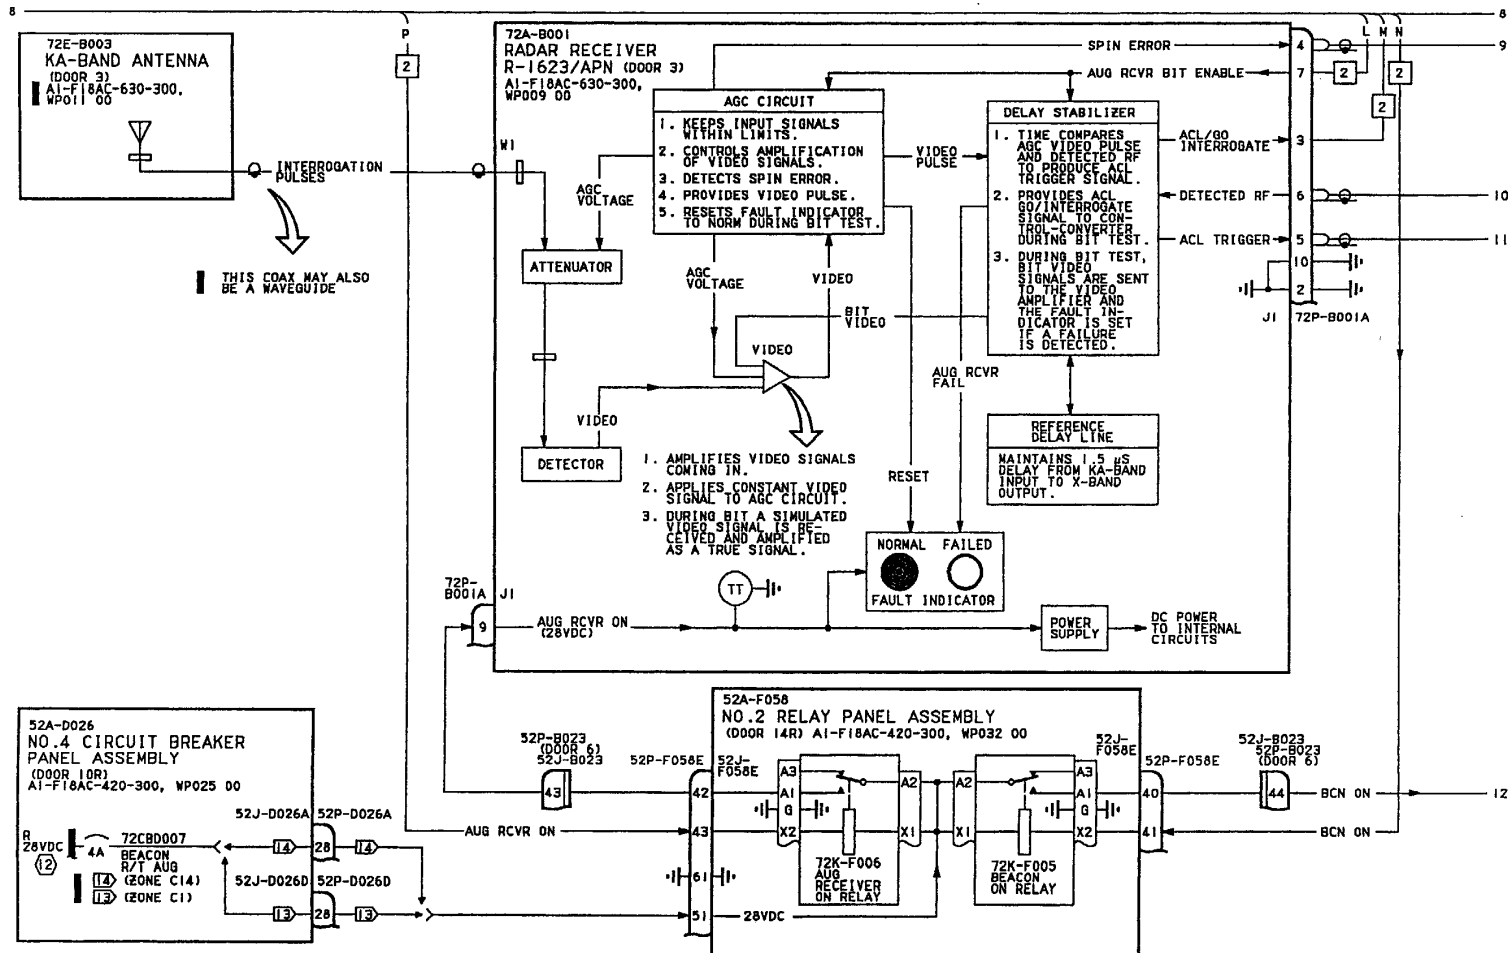 8
8
P
L M N
2
2
2
2
72E-B003
KA-BAND ANTENNA
(DOOR 3)
A1-F18AC-630-300,
WP011 00
INTERROGATION
PULSES
THIS COAX MAY ALSO
BE A WAVEGUIDE
72A-B001
RADAR RECEIVER
R-1623/APN (DOOR 3)
A1-F18AC-630-300,
WP009 00
W1
AGC
VOLTAGE
ATTENUATOR
DETECTOR
VIDEO
AGC CIRCUIT
1. KEEPS INPUT SIGNALS
WITHIN LIMITS.
2. CONTROLS AMPLIFICATION
OF VIDEO SIGNALS.
3. DETECTS SPIN ERROR.
4. PROVIDES VIDEO PULSE.
5. RESETS FAULT INDICATOR
TO NORM DURING BIT TEST.
AGC
VOLTAGE
VIDEO
BIT
VIDEO
VIDEO
1. AMPLIFIES VIDEO SIGNALS
COMING IN.
2. APPLIES CONSTANT VIDEO
SIGNAL TO AGC CIRCUIT.
3. DURING BIT A SIMULATED
VIDEO SIGNAL IS RE-
CEIVED AND AMPLIFIED
AS A TRUE SIGNAL.
VIDEO
PULSE
DELAY STABILIZER
1. TIME COMPARES
AGC VIDEO PULSE
AND DETECTED RF
TO PRODUCE ACL
TRIGGER SIGNAL.
2. PROVIDES ACL
GO/INTERROGATE
SIGNAL TO CON-
TROL-CONVERTER
DURING BIT TEST.
3. DURING BIT TEST,
BIT VIDEO
SIGNALS ARE SENT
TO THE VIDEO
AMPLIFIER AND
THE FAULT IN-
DICATOR IS SET
IF A FAILURE
IS DETECTED.
AUG RCVR
FAIL
RESET
REFERENCE
DELAY LINE
MAINTAINS 1.5 µS
DELAY FROM KA-BAND
INPUT TO X-BAND
OUTPUT.
NORMAL FAILED
FAULT INDICATOR
TT
SPIN ERROR 4 9
AUG RCVR BIT ENABLE 7
ACL/GO
INTERROGATE 3
DETECTED RF 6 10
ACL TRIGGER 5 11
10
2
J1 72P-B001A
72P-
B001A J1
9
AUG RCVR ON
(28VDC)
POWER
SUPPLY
DC POWER
TO INTERNAL
CIRCUITS
52A-D026
NO.4 CIRCUIT BREAKER
PANEL ASSEMBLY
(DOOR 10R)
A1-F18AC-420-300, WP025 00
52J-D026A 52P-D026A
R
28VDC
12
4A
72CBD007
BEACON
R/T AUG
14 (ZONE C14)
13 (ZONE C1)
14 28 14
52J-D026D 52P-D026D
13 28 13
52P-B023
(DOOR 6)
52J-B023
43
AUG RCVR ON
52P-F058E
52A-F058
NO.2 RELAY PANEL ASSEMBLY
(DOOR 14R) A1-F18AC-420-300, WP032 00
52J-
F058E
42
43
61
51
28VDC
A3
A1
G
X2
A2
X1
72K-F006
AUG
RECEIVER
ON RELAY
A2
X1
A3
A1
G
X2
72K-F005
BEACON
ON RELAY
52J-
F058E
52P-F058E
40
41
52J-B023
52P-B023
(DOOR 6)
44
BCN ON 12
BCN ON